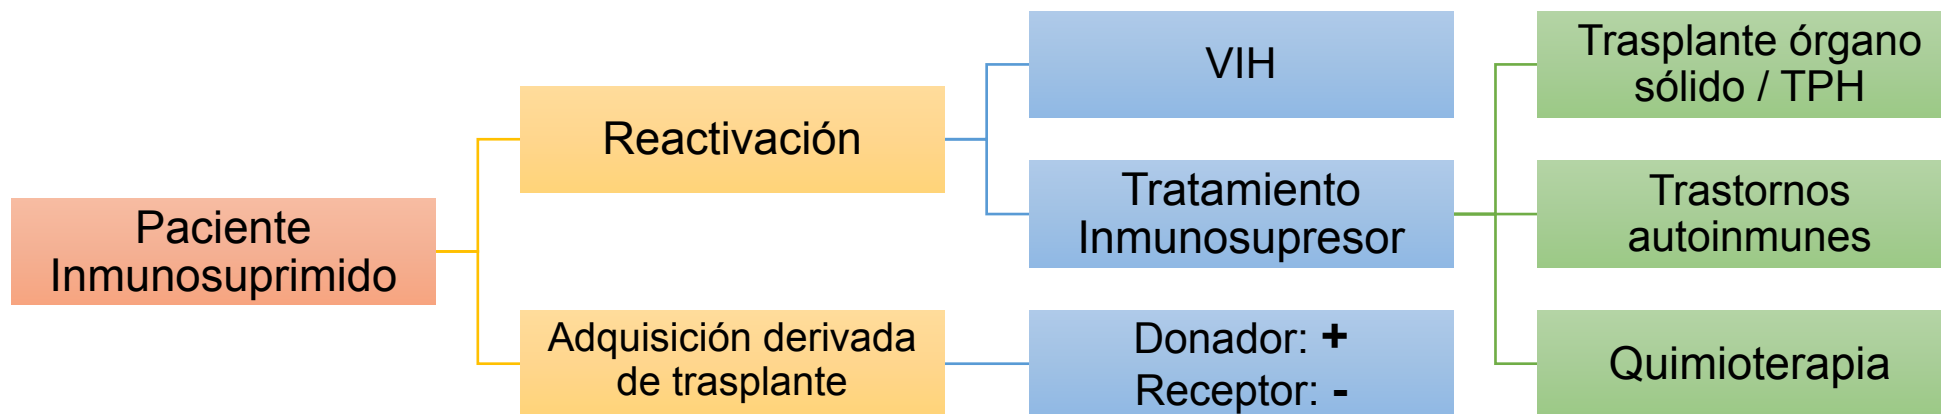 Paciente
Inmunosuprimido
Reactivación
Adquisición derivada
de trasplante
VIH
Tratamiento
Inmunosupresor
Donador: +
Receptor: -
Trasplante órgano
sólido / TPH
Trastornos
autoinmunes
Quimioterapia